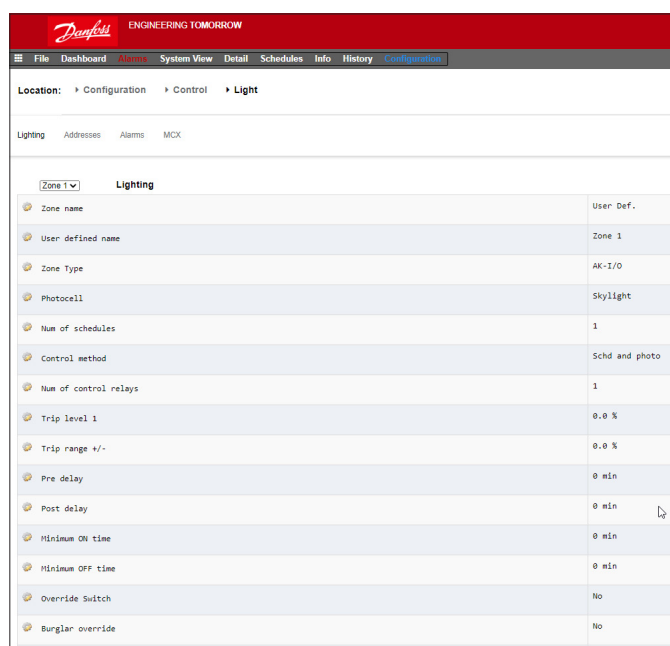 Danfoss ENGINEERING TOMORROW
File Dashboard Alarms System View Detail Schedules Info History Configuration
Location: Configuration Control Light
Lighting Addresses Alarms MCX
Zone 1 Lighting
Zone name User Def.
User defined name Zone 1
Zone Type AK-I/O
Photocell Skylight
Num of schedules 1
Control method Schd and photo
Num of control relays 1
Trip level 1 0.0 %
Trip range +/- 0.0 %
Pre delay 0 min
Post delay 0 min
Minimum ON time 0 min
Minimum OFF time 0 min
Override Switch No
Burglar override No